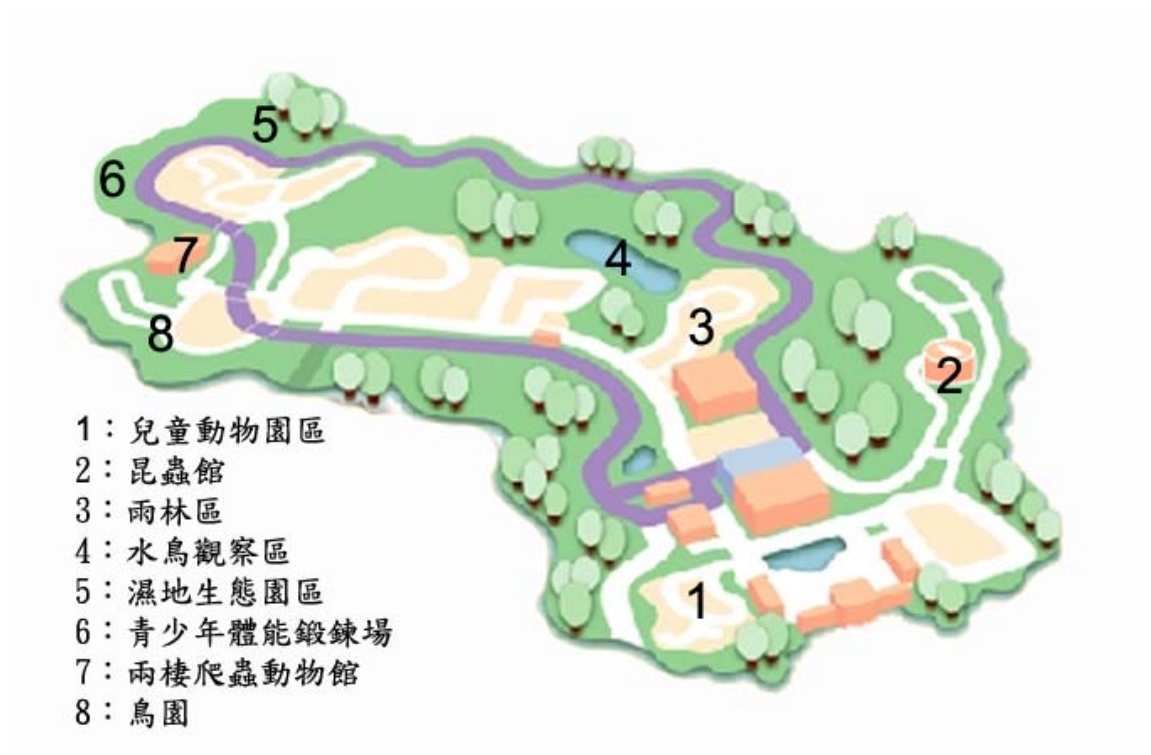 5
6
7
4
8
3
2
1
1：兒童動物園區
2：昆蟲館
3：雨林區
4：水鳥觀察區
5：濕地生態園區
6：青少年體能鍛鍊場
7：兩棲爬蟲動物館
8：鳥園